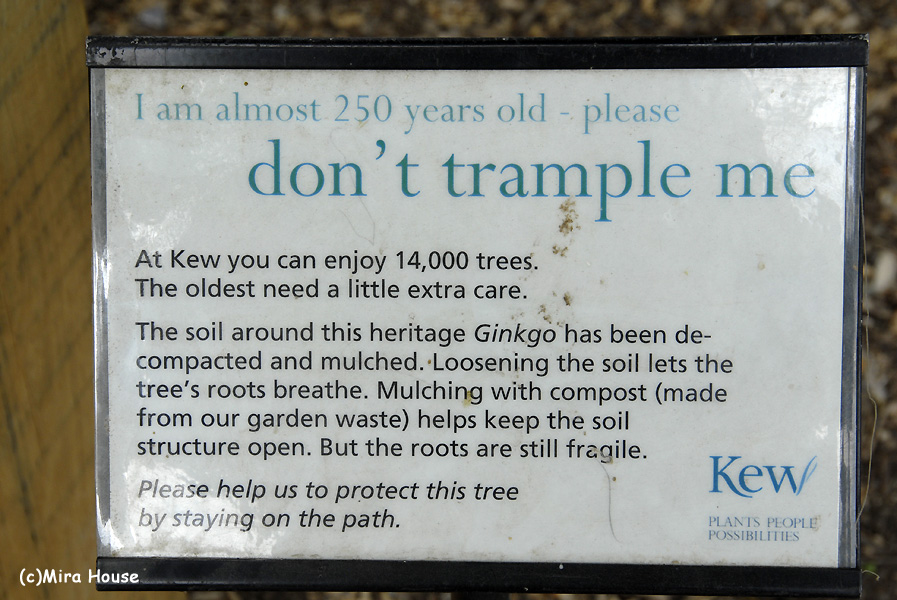 I am almost 250 years old - please
don't trample me
At Kew you can enjoy 14,000 trees.
The oldest need a little extra care.
The soil around this heritage Ginkgo has been de-
compacted and mulched. Loosening the soil lets the
tree's roots breathe. Mulching with compost (made
from our garden waste) helps keep the soil
structure open. But the roots are still fragile.
Please help us to protect this tree
by staying on the path.
Kew
PLANTS PEOPLE
POSSIBILITIES
(c)Mira House